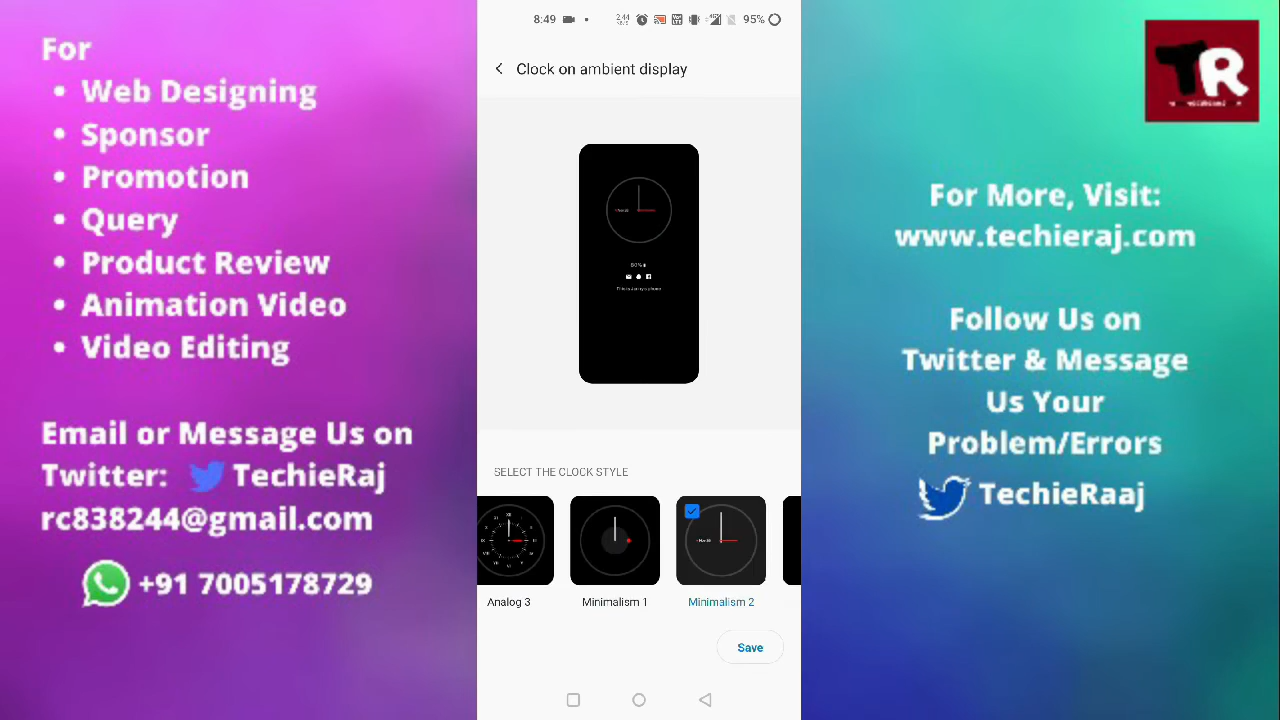 For
• Web Designing
• Sponsor
• Promotion
• Query
• Product Review
• Animation Video
• Video Editing
Email or Message Us on
Twitter: TechieRaj
rc838244@gmail.com
+91 7005178729
8:49
95%
Clock on ambient display
80%
SELECT THE CLOCK STYLE
Analog 3
Minimalism 1
Minimalism 2
Save
TR
For More, Visit:
www.techieraj.com
Follow Us on
Twitter & Message
Us Your
Problem/Errors
TechieRaaj